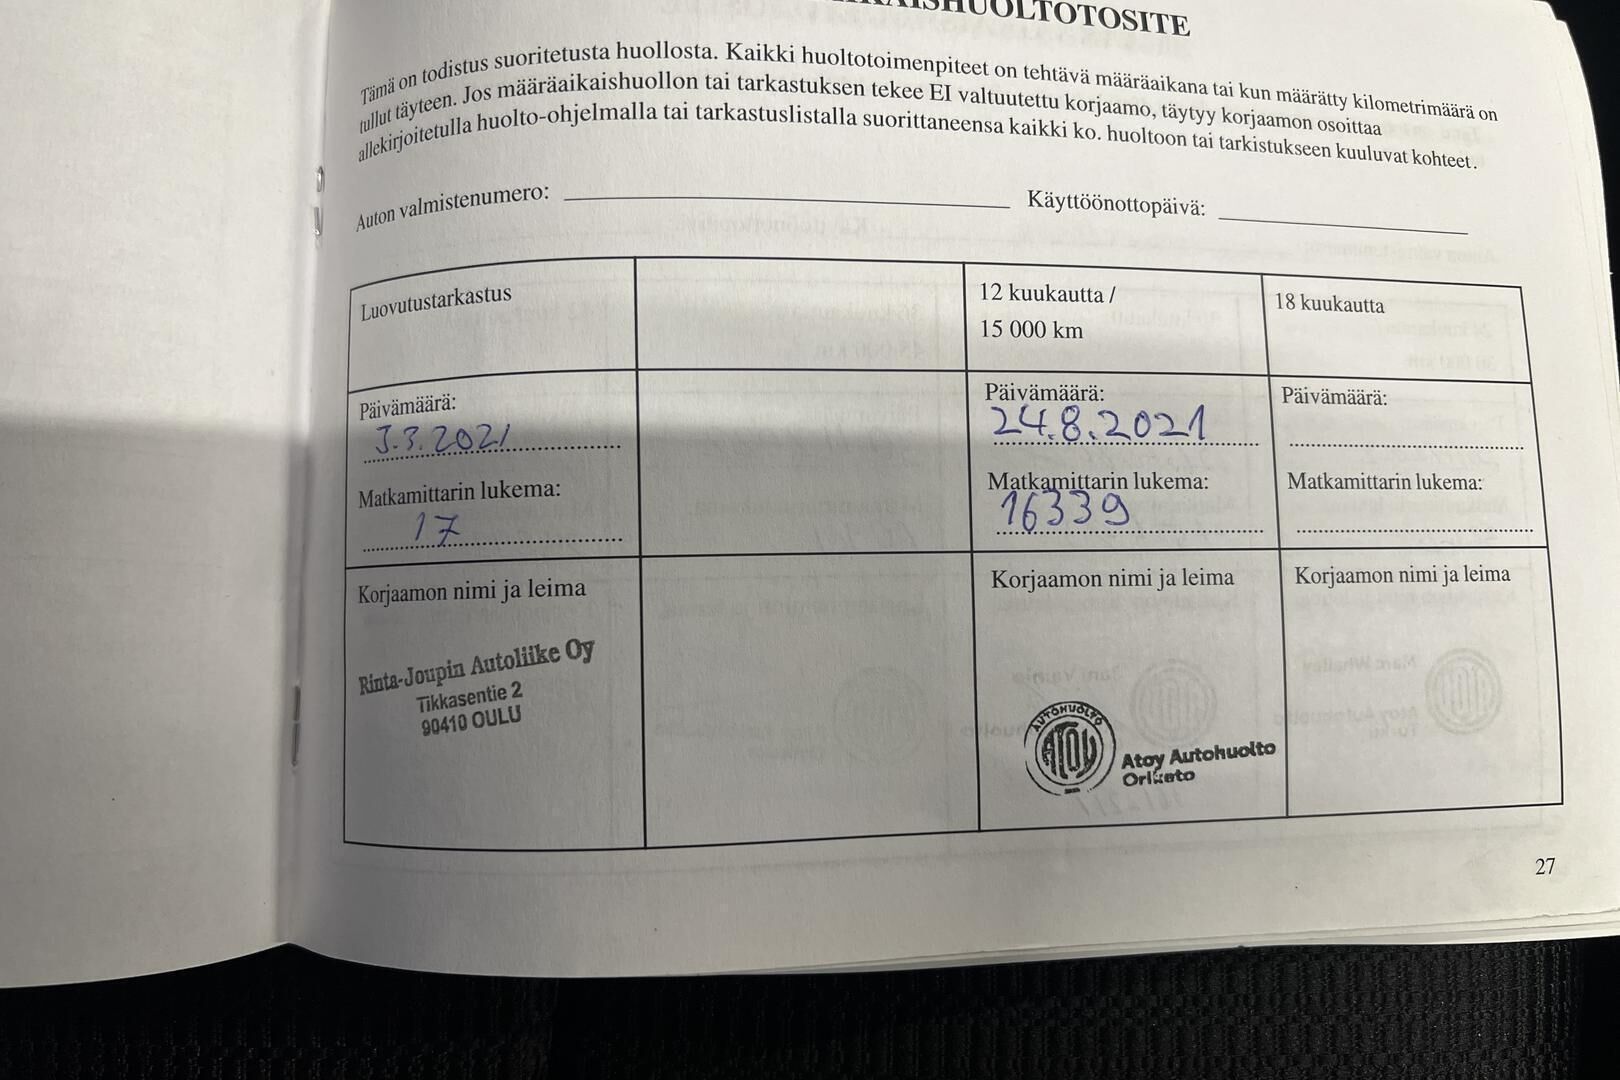 Tämä on todistus suoritetusta huollosta. Kaikki huoltotoimenpiteet on tehtävä määräaikana tai kun määrätty kilometrimäärä on
tullut täyteen. Jos määräaikaishuollon tai tarkastuksen tekee EI valtuutettu korjaamo, täytyy korjaamon osoittaa
allekirjoitetulla huolto-ohjelmalla tai tarkastuslistalla suorittaneensa kaikki ko. huoltoon tai tarkistukseen kuuluvat kohteet.
Auton valmistenumero: Käyttöönottopäivä:
Luovutustarkastus
12 kuukautta /
15 000 km
18 kuukautta
Päivämäärä:
3.3.2021
Matkamittarin lukema:
17
Päivämäärä:
24.8.2021
Matkamittarin lukema:
16339
Päivämäärä:
Matkamittarin lukema:
Korjaamon nimi ja leima
Rinta-Joupin Autoliike Oy
Tikkasentie 2
90410 OULU
Korjaamon nimi ja leima
AUTOHUOLTO
ATOY
Atoy Autohuolto
Korjaamon nimi ja leima
27